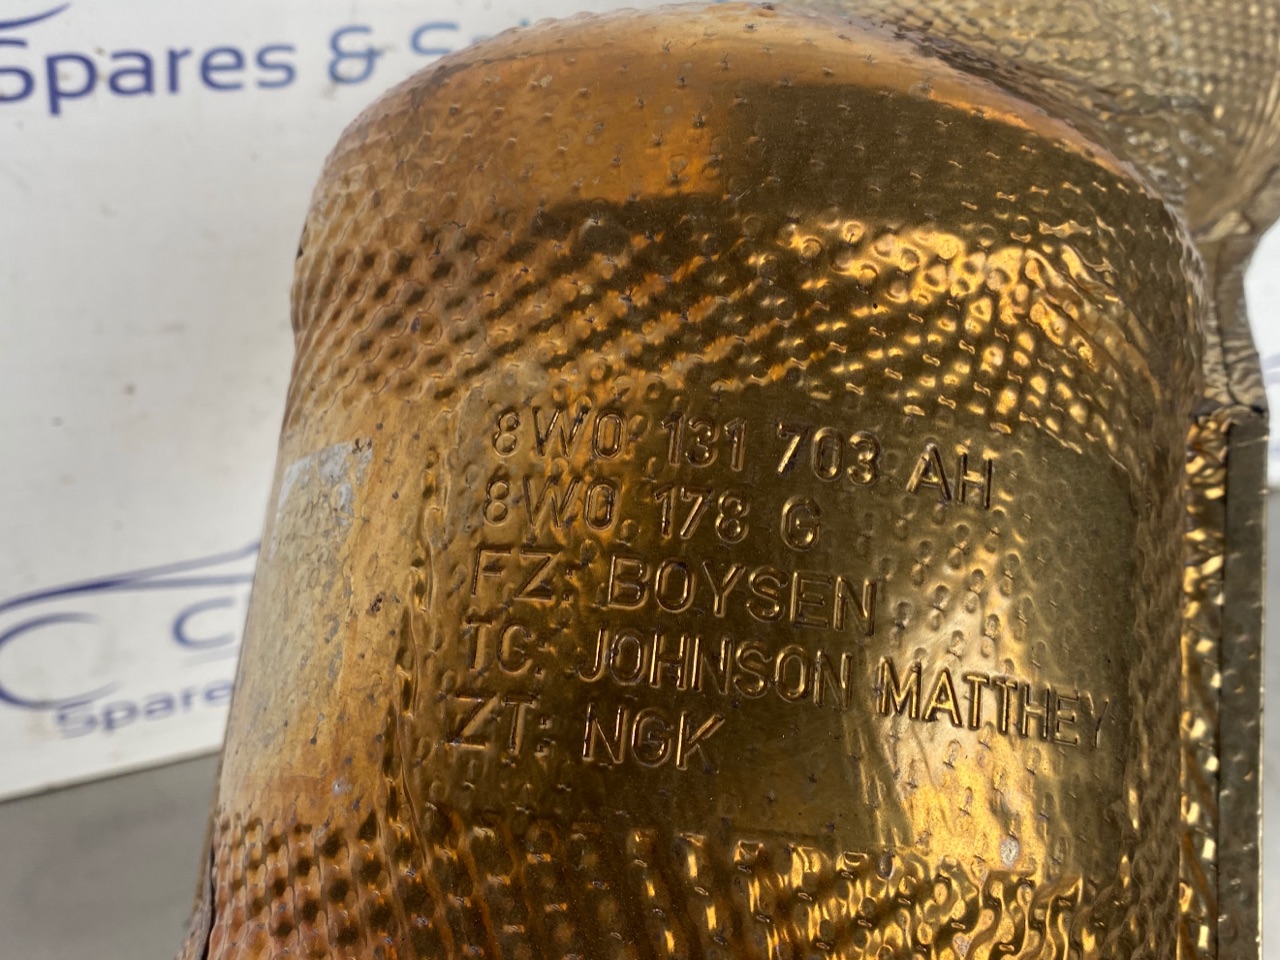 Spares & S
8W0 131 703 AH
8W0 178 G
FZ: BOYSEN
TC: JOHNSON MATTHEY
ZT: NGK
C
Spares